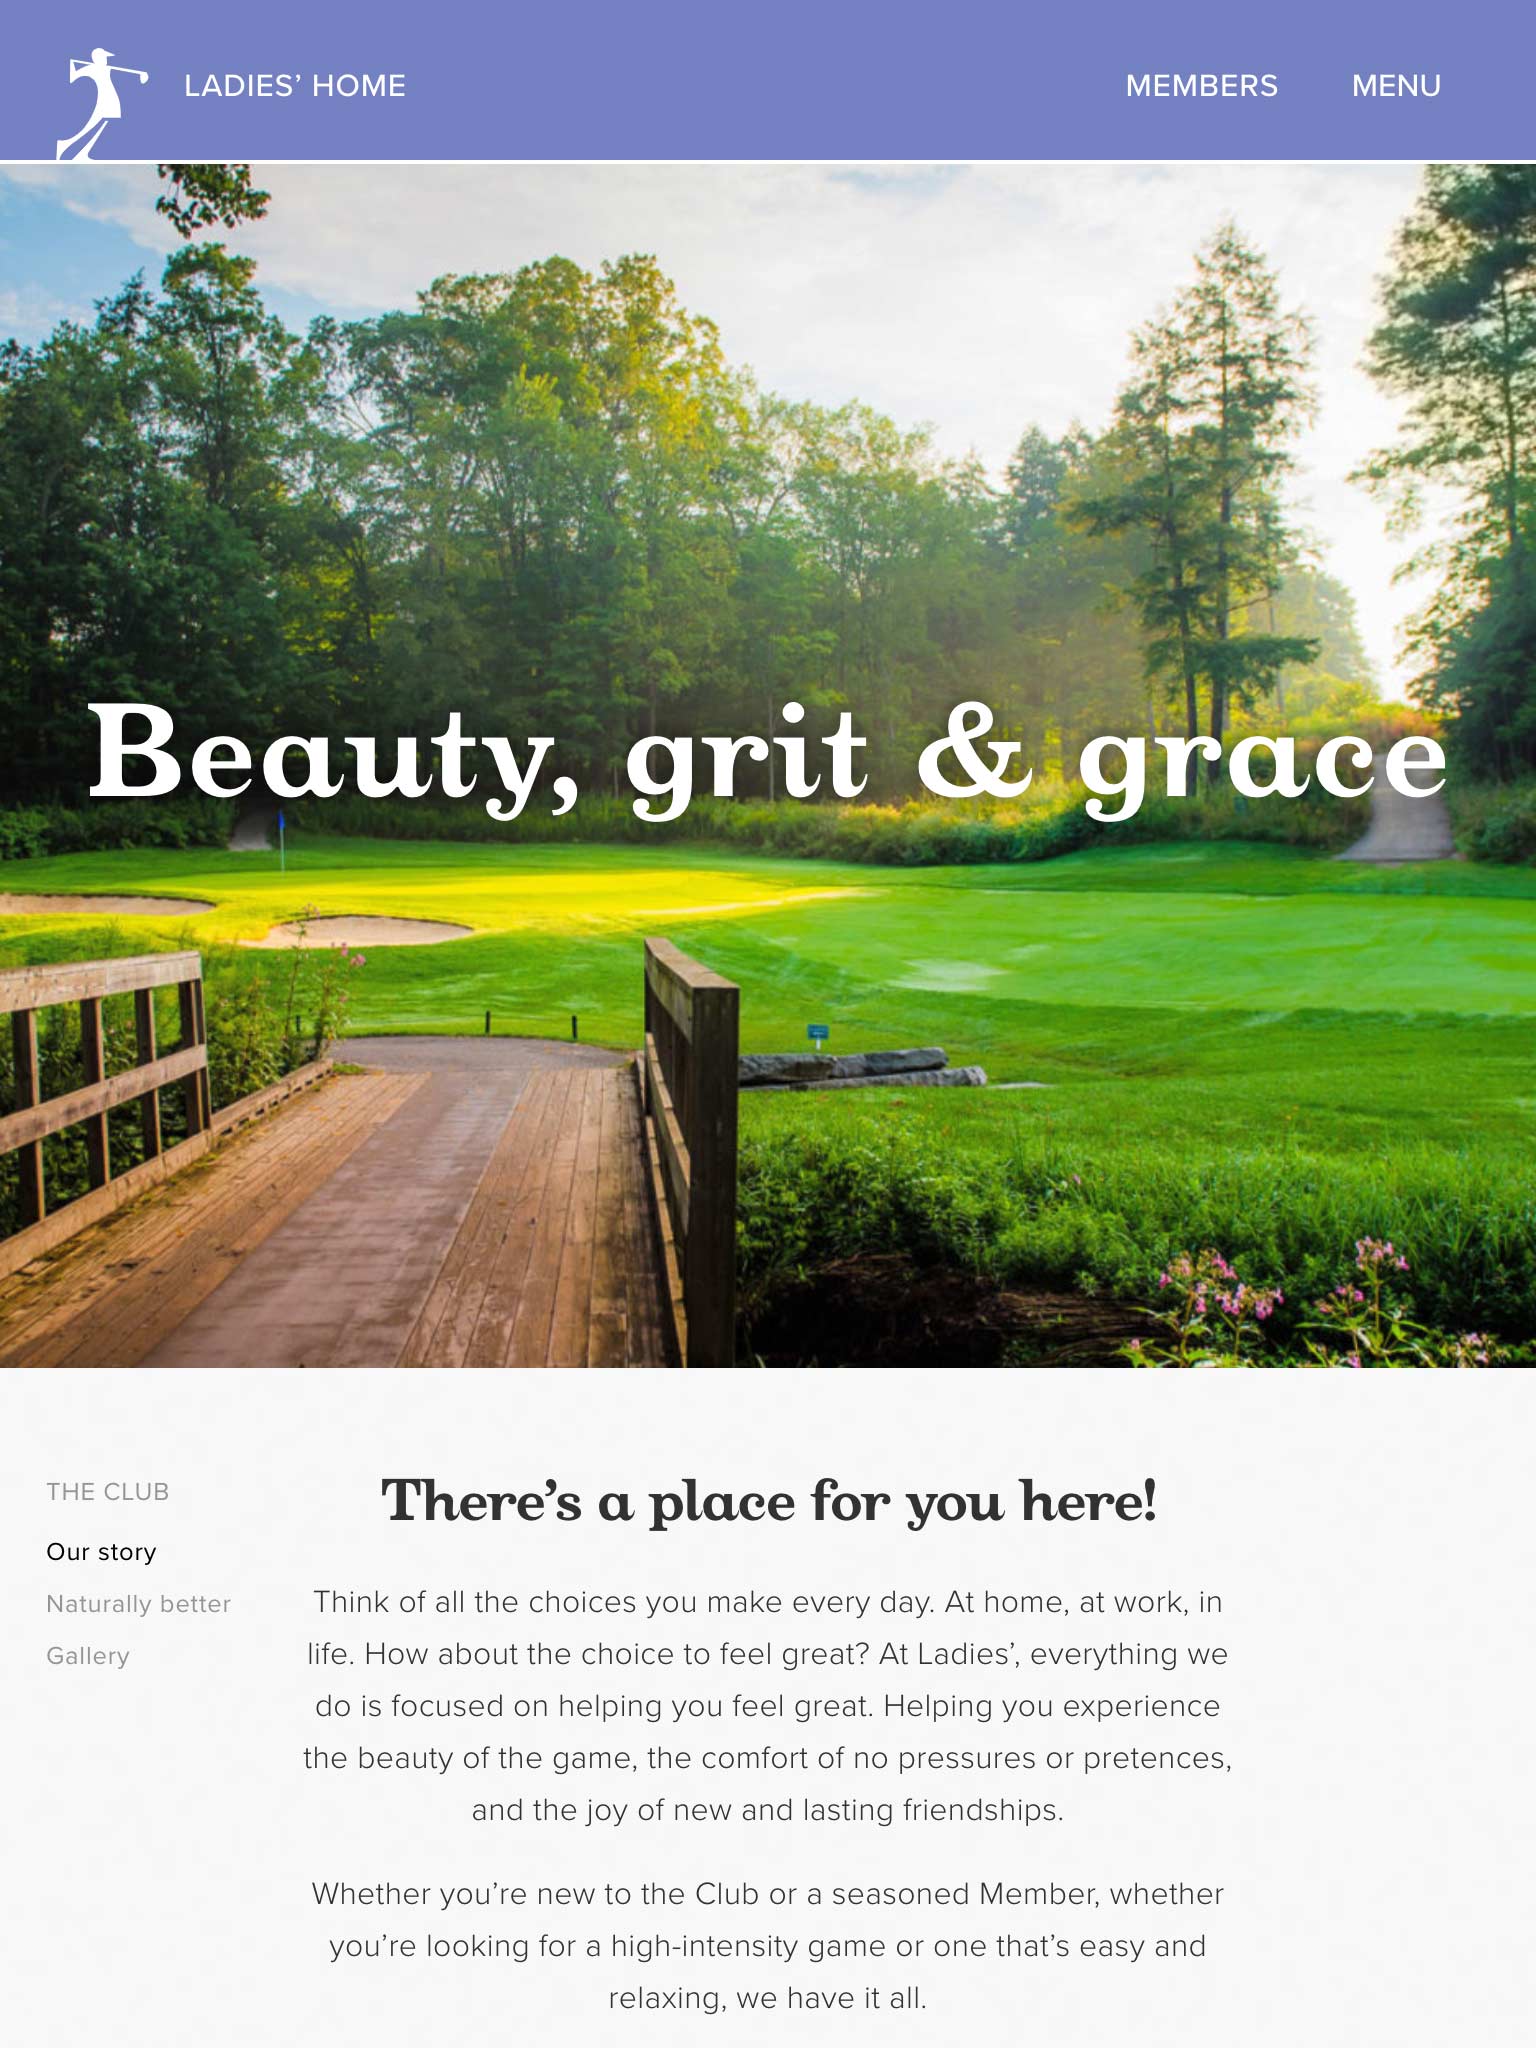 LADIES’ HOME
MEMBERS
MENU
Beauty, grit & grace
THE CLUB
Our story
Naturally better
Gallery
There’s a place for you here!
Think of all the choices you make every day. At home, at work, in
life. How about the choice to feel great? At Ladies’, everything we
do is focused on helping you feel great. Helping you experience
the beauty of the game, the comfort of no pressures or pretences,
and the joy of new and lasting friendships.
Whether you’re new to the Club or a seasoned Member, whether
you’re looking for a high-intensity game or one that’s easy and
relaxing, we have it all.